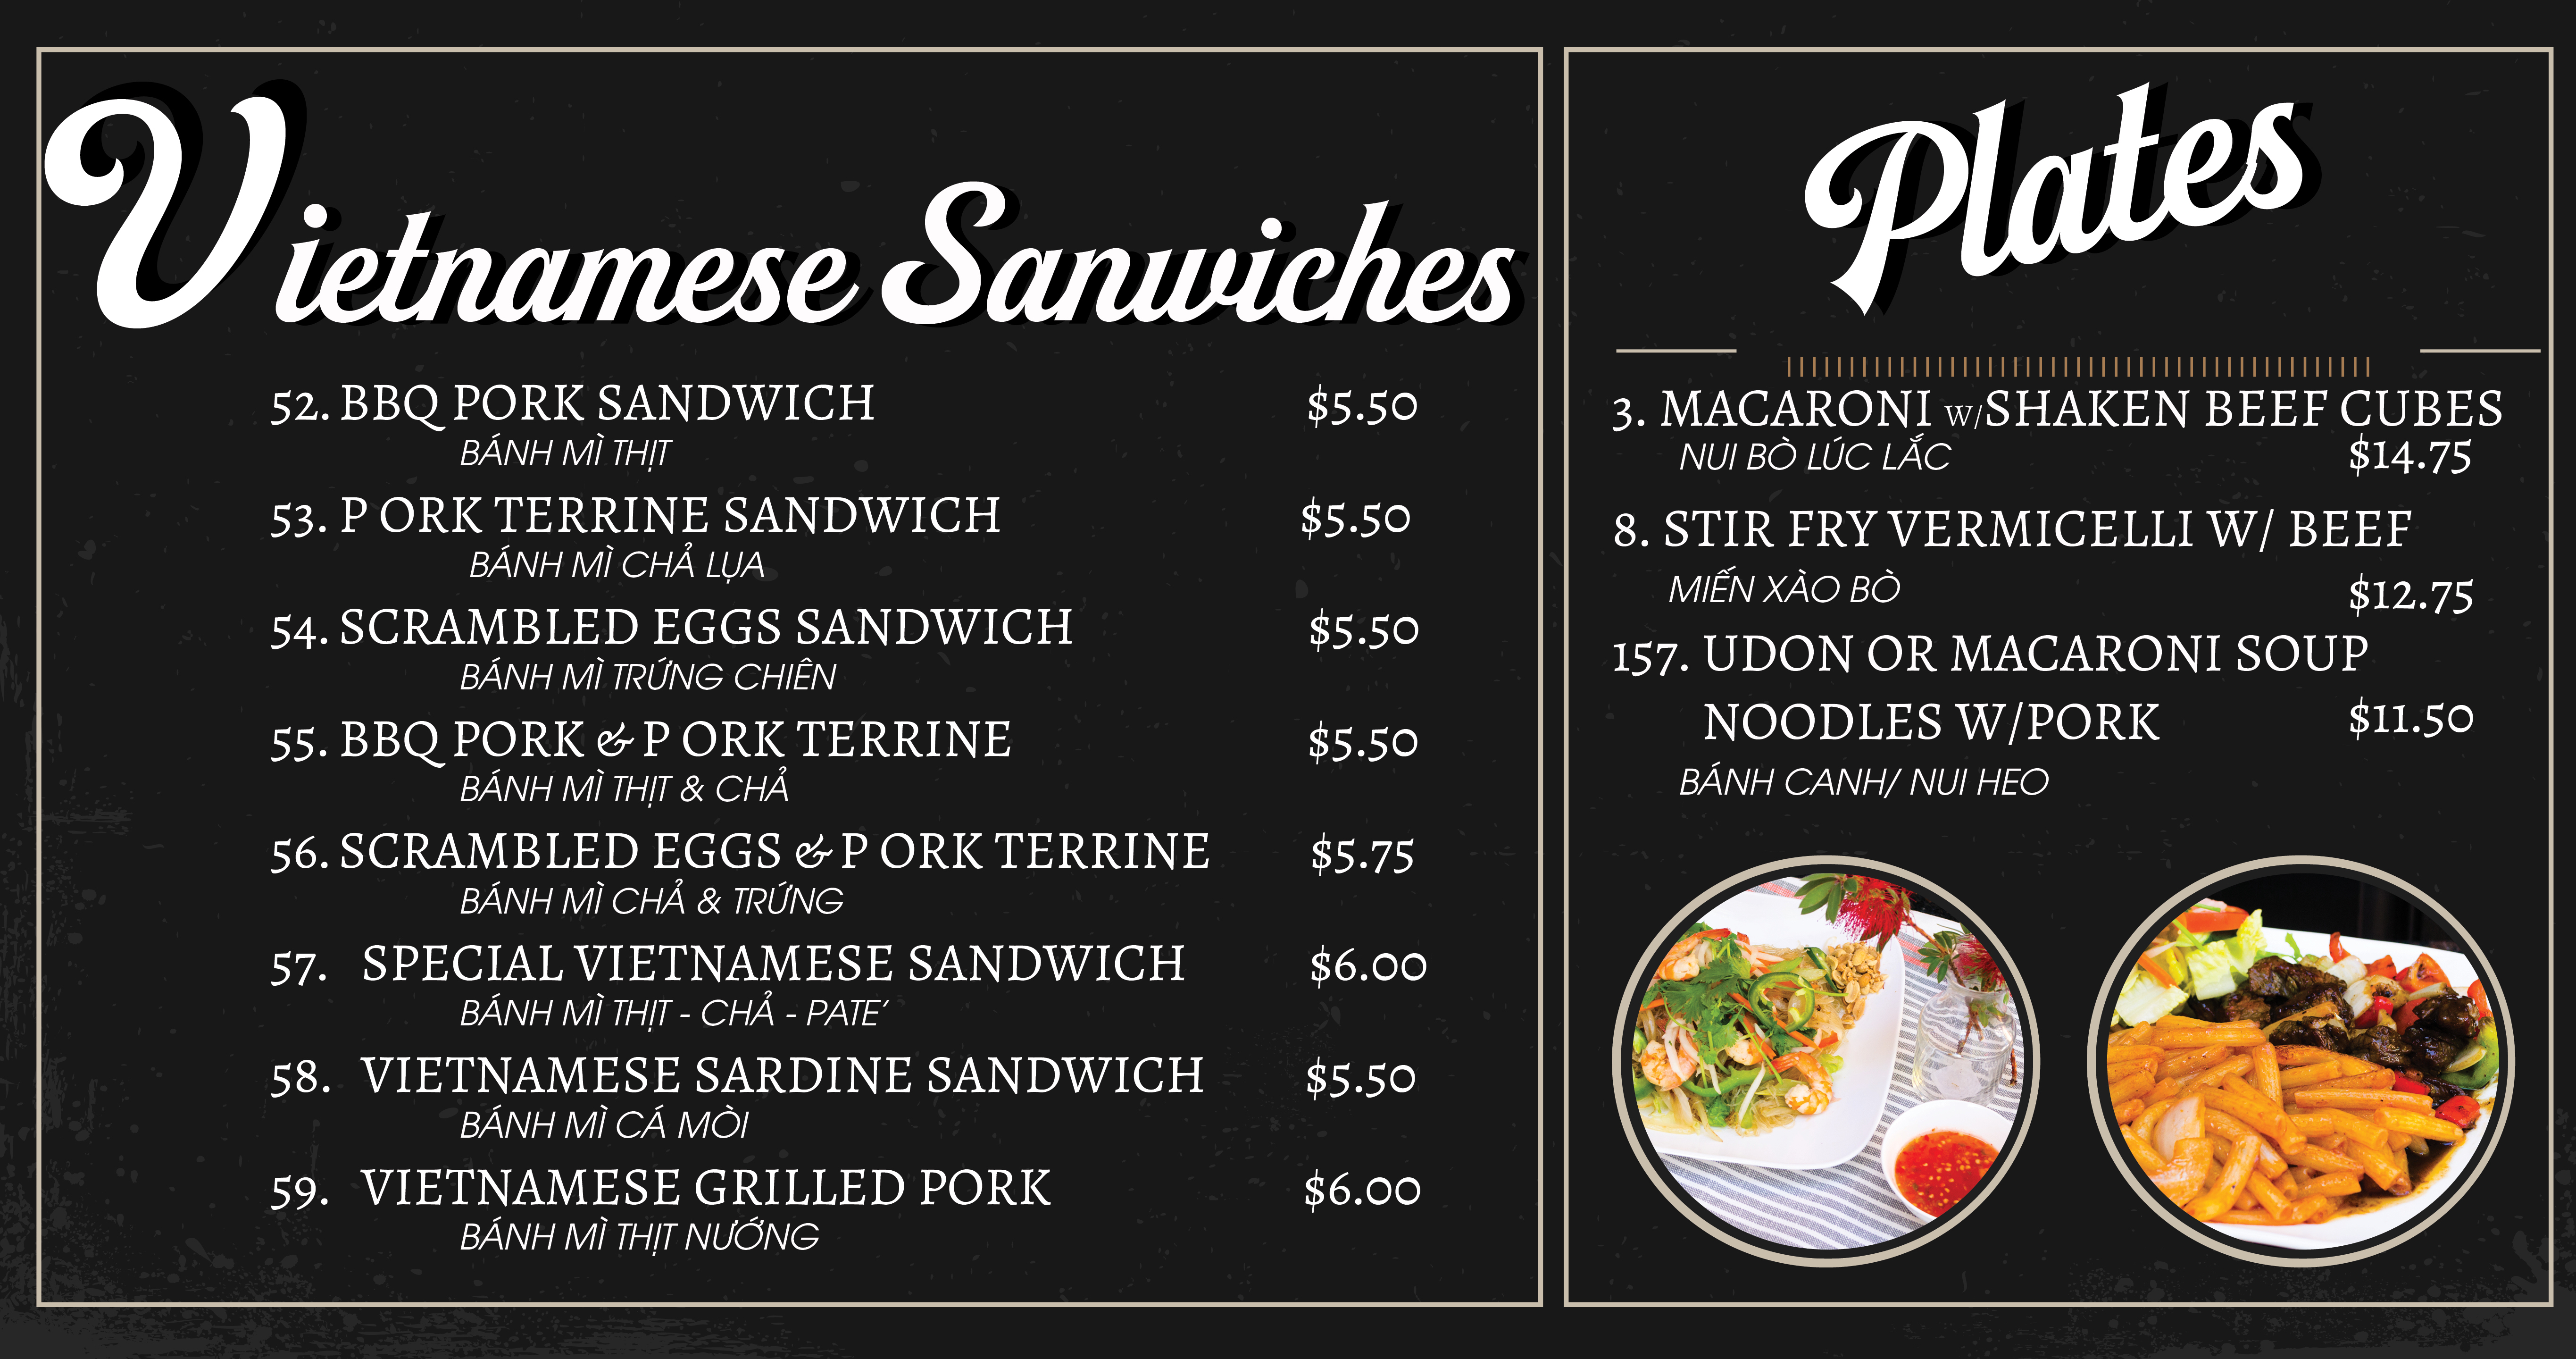 Vietnamese Sanwiches
52. BBQ PORK SANDWICH $5.50
BÁNH MÌ THỊT
53. P ORK TERRINE SANDWICH $5.50
BÁNH MÌ CHẢ LỤA
54. SCRAMBLED EGGS SANDWICH $5.50
BÁNH MÌ TRỨNG CHIÊN
55. BBQ PORK & P ORK TERRINE $5.50
BÁNH MÌ THỊT & CHẢ
56. SCRAMBLED EGGS & P ORK TERRINE $5.75
BÁNH MÌ CHẢ & TRỨNG
57. SPECIAL VIETNAMESE SANDWICH $6.00
BÁNH MÌ THỊT - CHẢ - PATE'
58. VIETNAMESE SARDINE SANDWICH $5.50
BÁNH MÌ CÁ MÒI
59. VIETNAMESE GRILLED PORK $6.00
BÁNH MÌ THỊT NƯỚNG
Plates
3. MACARONI W/SHAKEN BEEF CUBES
NUI BÒ LÚC LẮC $14.75
8. STIR FRY VERMICELLI W/ BEEF
MIẾN XÀO BÒ $12.75
157. UDON OR MACARONI SOUP
NOODLES W/PORK $11.50
BÁNH CANH/ NUI HEO